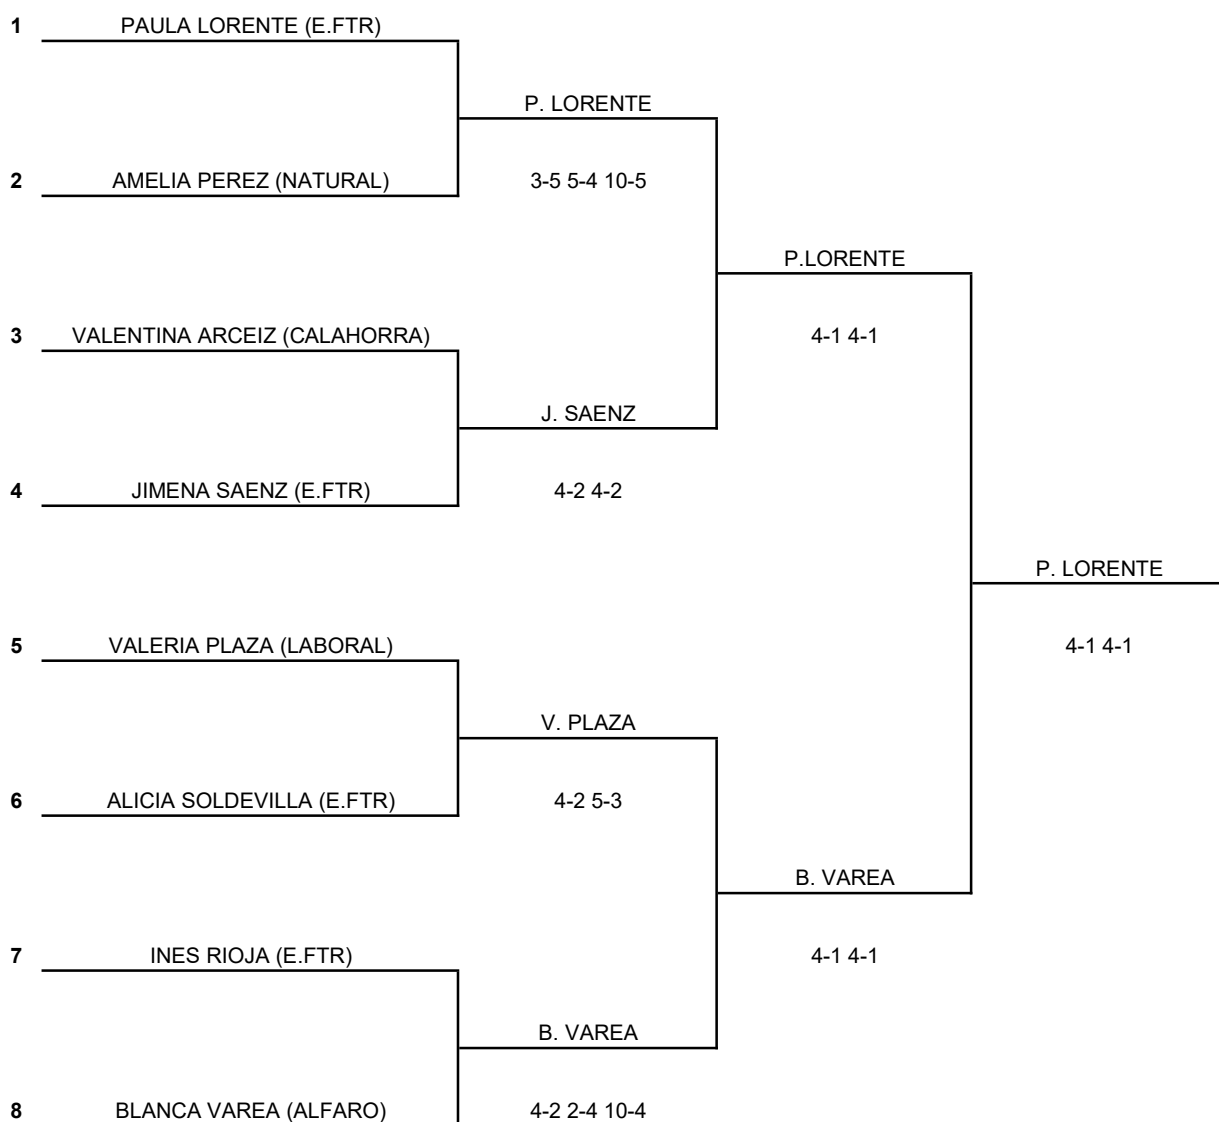 1 PAULA LORENTE (E.FTR)
P. LORENTE
2 AMELIA PEREZ (NATURAL) 3-5 5-4 10-5
P.LORENTE
3 VALENTINA ARCEIZ (CALAHORRA) 4-1 4-1
J. SAENZ
4 JIMENA SAENZ (E.FTR) 4-2 4-2
P. LORENTE
5 VALERIA PLAZA (LABORAL) 4-1 4-1
V. PLAZA
6 ALICIA SOLDEVILLA (E.FTR) 4-2 5-3
B. VAREA
7 INES RIOJA (E.FTR) 4-1 4-1
B. VAREA
8 BLANCA VAREA (ALFARO) 4-2 2-4 10-4